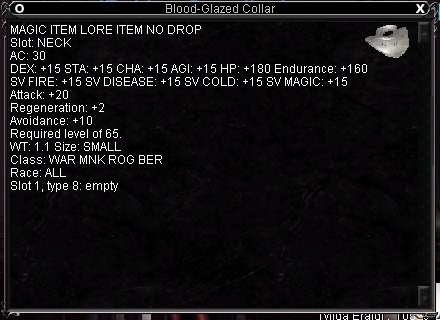 Blood-Glazed Collar
MAGIC ITEM LORE ITEM NO DROP
Slot: NECK
AC: 30
DEX: +15 STA: +15 CHA: +15 AGI: +15 HP: +180 Endurance: +160
SV FIRE: +15 SV DISEASE: +15 SV COLD: +15 SV MAGIC: +15
Attack: +20
Regeneration: +2
Avoidance: +10
Required level of 65.
WT: 1.1 Size: SMALL
Class: WAR MNK ROG BER
Race: ALL
Slot 1, type 8: empty